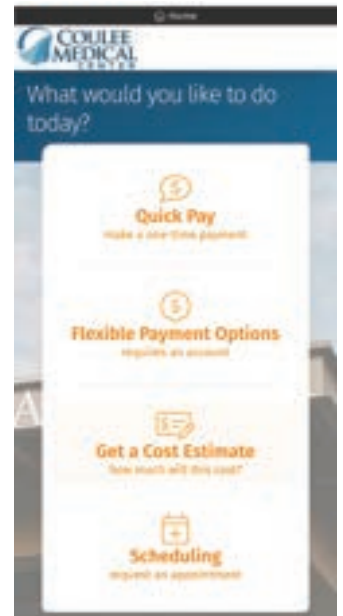 Home
COULEE
MEDICAL
CENTER
What would you like to do
today?
Quick Pay
make a one-time payment
Flexible Payment Options
requires an account
A
Get a Cost Estimate
how much will this cost?
Scheduling
request an appointment